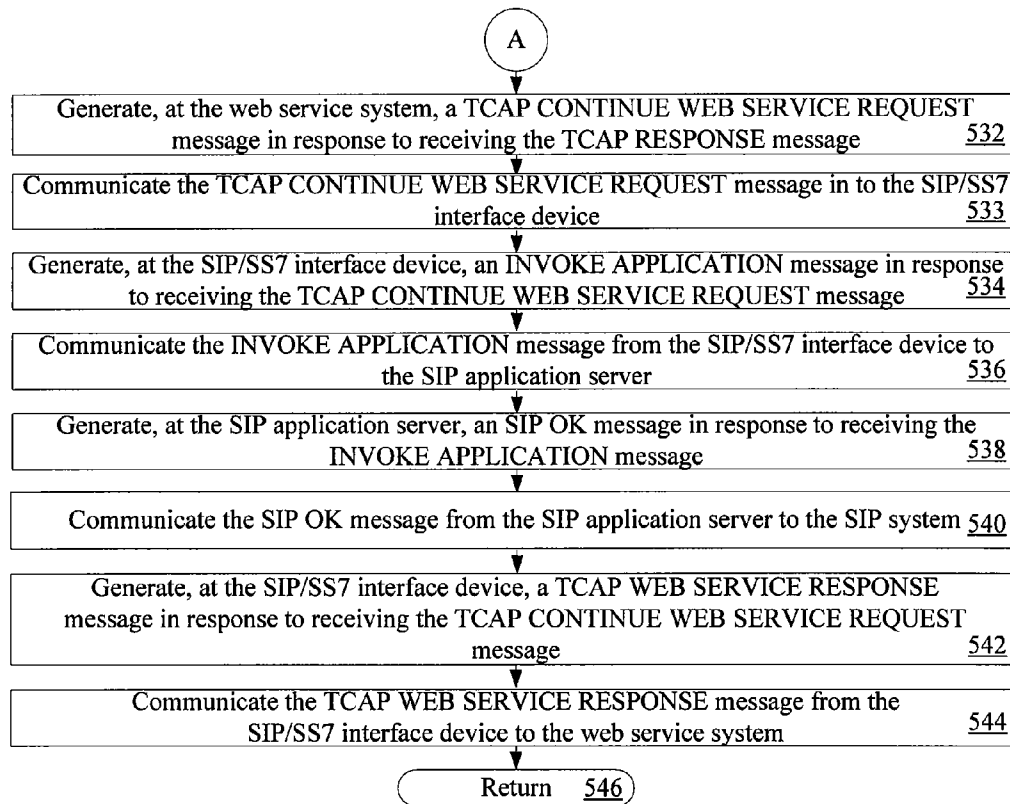 A
Generate, at the web service system, a TCAP CONTINUE WEB SERVICE REQUEST
message in response to receiving the TCAP RESPONSE message 532
Communicate the TCAP CONTINUE WEB SERVICE REQUEST message in to the SIP/SS7
interface device 533
Generate, at the SIP/SS7 interface device, an INVOKE APPLICATION message in response
to receiving the TCAP CONTINUE WEB SERVICE REQUEST message 534
Communicate the INVOKE APPLICATION message from the SIP/SS7 interface device to
the SIP application server 536
Generate, at the SIP application server, an SIP OK message in response to receiving the
INVOKE APPLICATION message 538
Communicate the SIP OK message from the SIP application server to the SIP system 540
Generate, at the SIP/SS7 interface device, a TCAP WEB SERVICE RESPONSE
message in response to receiving the TCAP CONTINUE WEB SERVICE REQUEST
message 542
Communicate the TCAP WEB SERVICE RESPONSE message from the
SIP/SS7 interface device to the web service system 544
Return 546